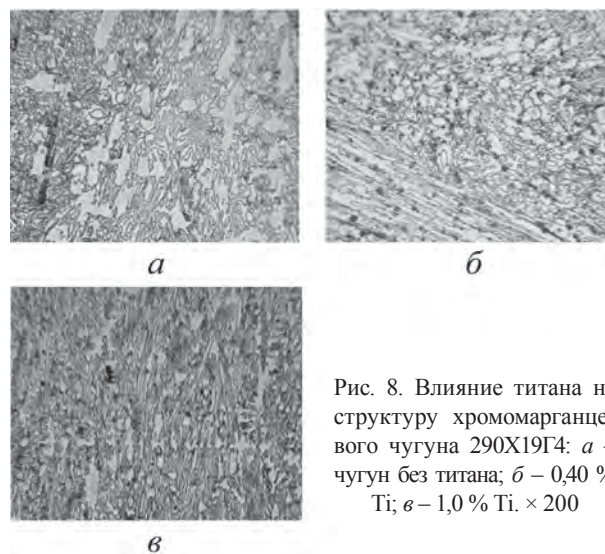 а
б
в
Рис. 8. Влияние титана н
структуру хромомарганце
вого чугуна 290Х19Г4: а –
чугун без титана; б – 0,40 %
Ti; в – 1,0 % Ti. × 200